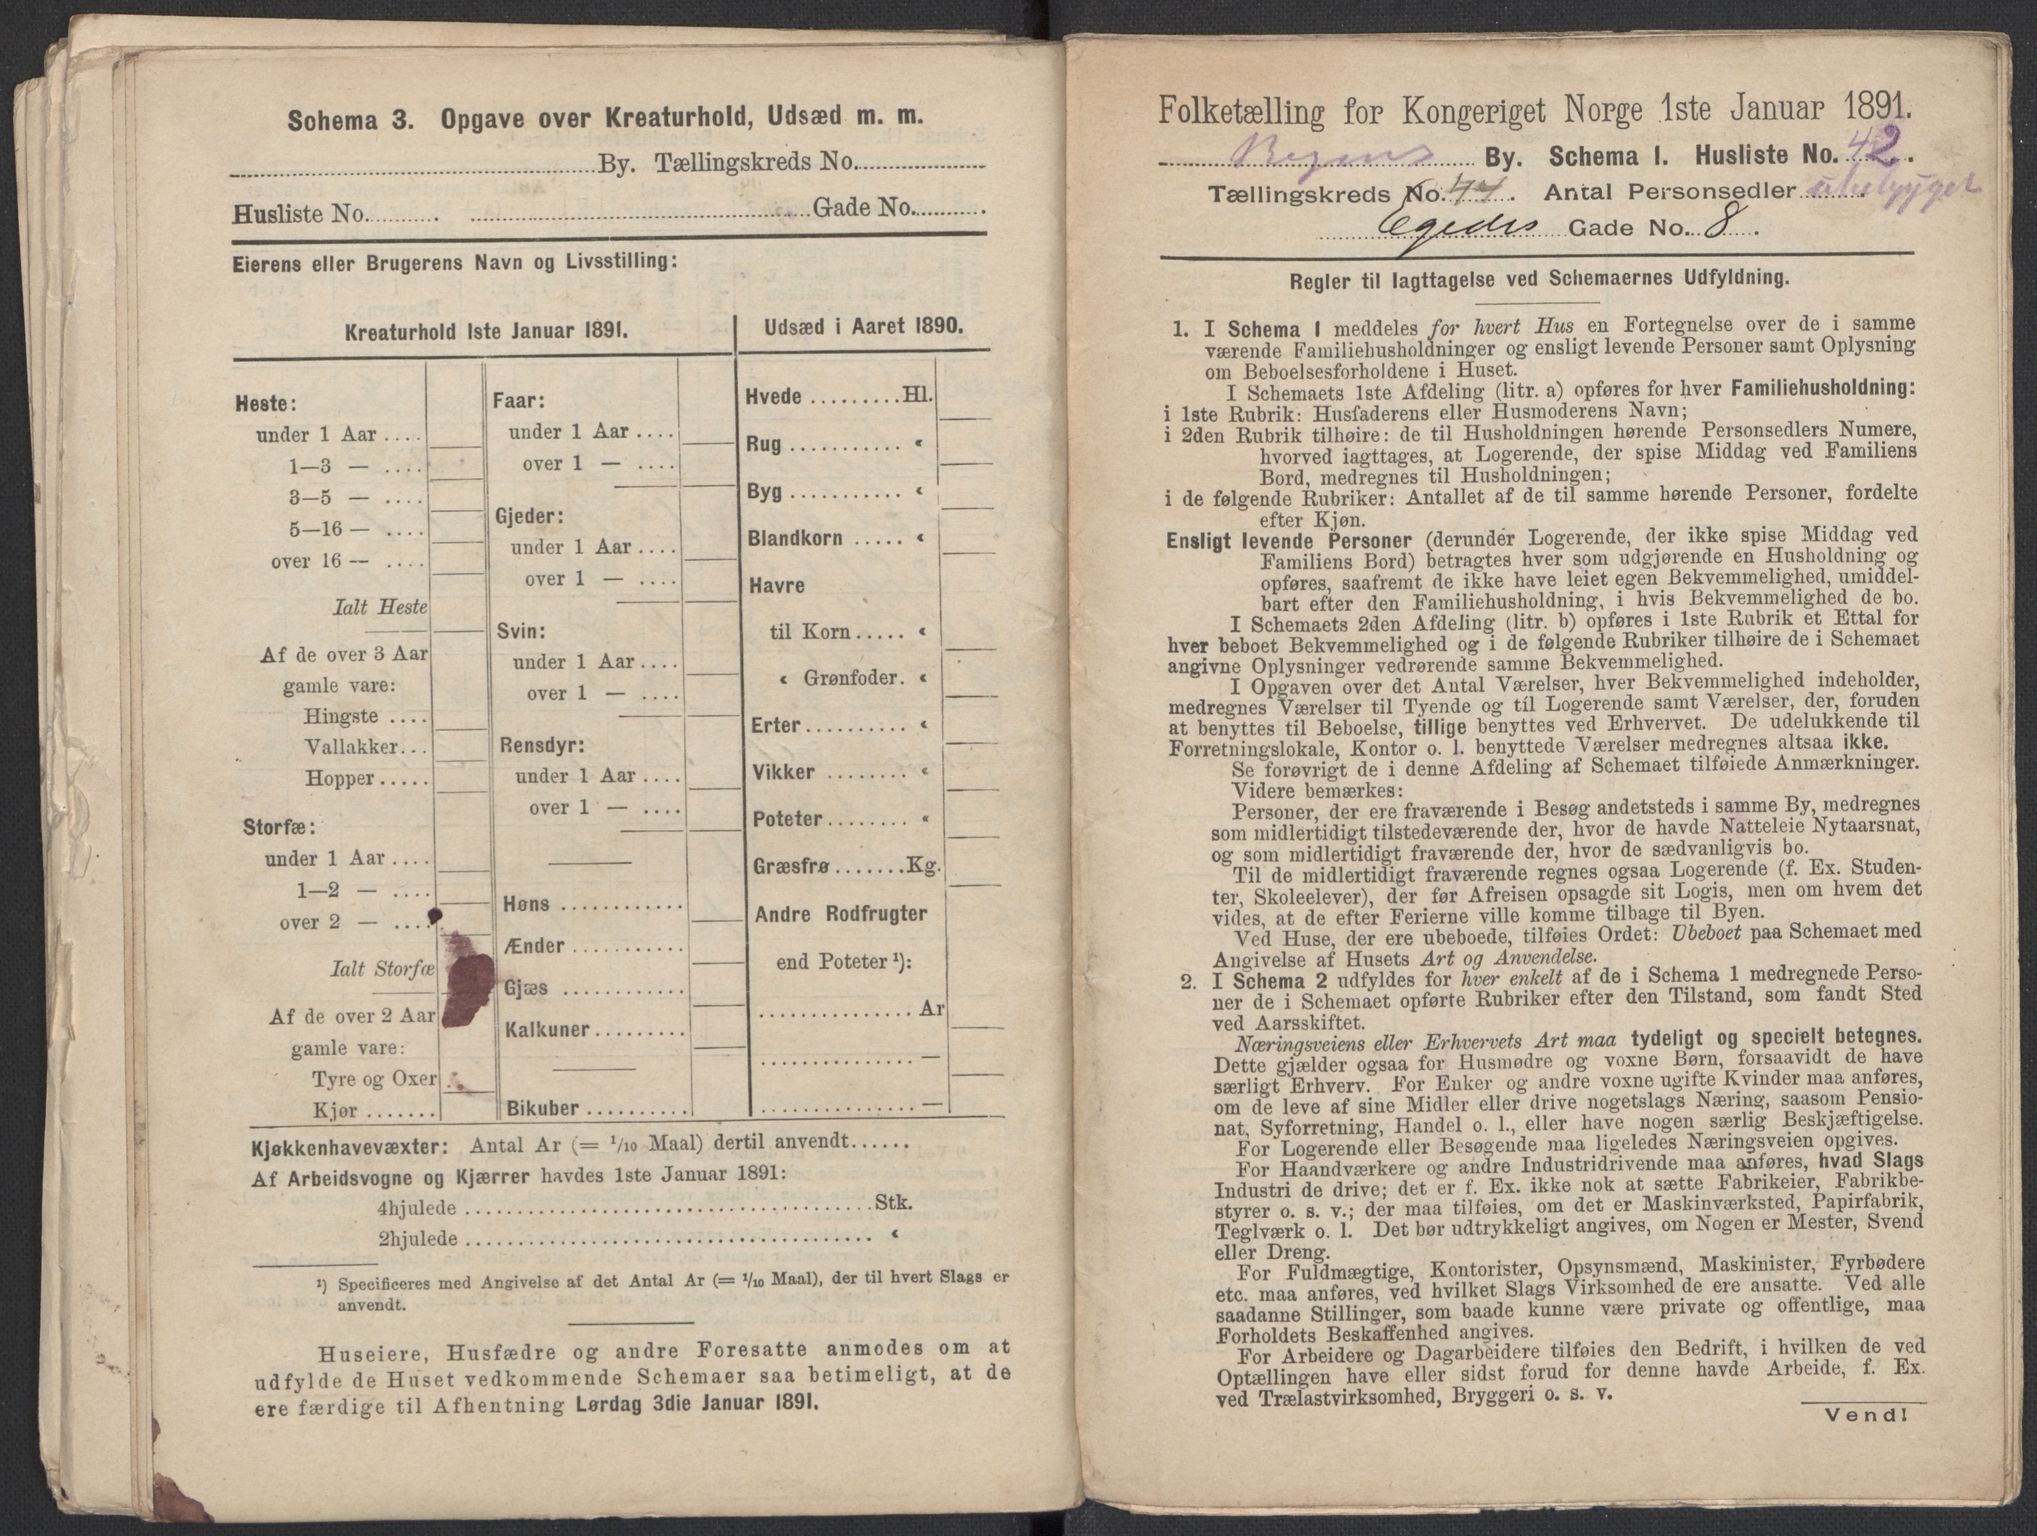 Schema 3. Opgave over Kreaturhold, Udsæd m. m.
By. Tællingskreds No.
Husliste No. Gade No.
Eierens eller Brugerens Navn og Livsstilling:
Kreaturhold 1ste Januar 1891.
Heste:
under 1 Aar ....
1—3 — ....
3—5 — ....
5—16 — ....
over 16 — ....
Ialt Heste
Af de over 3 Aar
gamle vare:
Hingste ....
Vallakker...
Hopper .....
Storfæ:
under 1 Aar ....
1—2 — ....
over 2 — ....
Ialt Storfæ
Af de over 2 Aar
gamle vare:
Tyre og Oxer
Kjør .......
Faar:
under 1 Aar ....
over 1 — ....
Gjeder:
under 1 Aar ....
over 1 — ....
Svin:
under 1 Aar ....
over 1 — ....
Rensdyr:
under 1 Aar ....
over 1 — ....
Høns ............
Ænder ...........
Gjæs ............
Kalkuner .........
Bikuber ..........
Udsæd i Aaret 1890.
Hvede .........Hl.
Rug ........... «
Byg ........... «
Blandkorn ..... «
Havre
til Korn ..... «
« Grønfoder. «
Erter .......... «
Vikker ........ «
Poteter ........ «
Græsfrø .......Kg.
Andre Rodfrugter
end Poteter ¹):
............... Ar
............... —
............... —
Kjøkkenhavevæxter: Antal Ar (= 1/10 Maal) dertil anvendt......
Af Arbeidsvogne og Kjærrer havdes 1ste Januar 1891:
4hjulede ........................................Stk.
2hjulede ........................................ «
¹) Specificeres med Angivelse af det Antal Ar (= 1/10 Maal), der til hvert Slags er
anvendt.
Huseiere, Husfædre og andre Foresatte anmodes om at
udfylde de Huset vedkommende Schemaer saa betimeligt, at de
ere færdige til Afhentning Lørdag 3die Januar 1891.
Folketælling for Kongeriget Norge 1ste Januar 1891.
By. Schema 1. Husliste No. 42.
Tællingskreds No. 44. Antal Personsedler ubebygget
Egedes Gade No. 8.
Regler til Iagttagelse ved Schemaernes Udfyldning.
1. I Schema 1 meddeles for hvert Hus en Fortegnelse over de i samme
værende Familiehusholdninger og ensligt levende Personer samt Oplysning
om Beboelsesforholdene i Huset.
I Schemaets 1ste Afdeling (litr. a) opføres for hver Familiehusholdning:
i 1ste Rubrik: Husfaderens eller Husmoderens Navn;
i 2den Rubrik tilhøire: de til Husholdningen hørende Personsedlers Numere,
hvorved iagttages, at Logerende, der spise Middag ved Familiens
Bord, medregnes til Husholdningen;
i de følgende Rubriker: Antallet af de til samme hørende Personer, fordelte
efter Kjøn.
Ensligt levende Personer (derunder Logerende, der ikke spise Middag ved
Familiens Bord) betragtes hver som udgjørende en Husholdning og
opføres, saafremt de ikke have leiet egen Bekvemmelighed, umiddel-
bart efter den Familiehusholdning, i hvis Bekvemmelighed de bo.
I Schemaets 2den Afdeling (litr. b) opføres i 1ste Rubrik et Ettal for
hver beboet Bekvemmelighed og i de følgende Rubriker tilhøire de i Schemaet
angivne Oplysninger vedrørende samme Bekvemmelighed.
I Opgaven over det Antal Værelser, hver Bekvemmelighed indeholder,
medregnes Værelser til Tyende og til Logerende samt Værelser, der, foruden
at benyttes til Beboelse, tillige benyttes ved Erhvervet. De udelukkende til
Forretningslokale, Kontor o. l. benyttede Værelser medregnes altsaa ikke.
Se forøvrigt de i denne Afdeling af Schemaet tilføiede Anmærkninger.
Videre bemærkes:
Personer, der ere fraværende i Besøg andetsteds i samme By, medregnes
som midlertidigt tilstedeværende der, hvor de havde Natteleie Nytaarsnat,
og som midlertidigt fraværende der, hvor de sædvanligvis bo.
Til de midlertidigt fraværende regnes ogsaa Logerende (f. Ex. Studen-
ter, Skoleelever), der før Afreisen opsagde sit Logis, men om hvem det
vides, at de efter Ferierne ville komme tilbage til Byen.
Ved Huse, der ere ubeboede, tilføies Ordet: Ubeboet paa Schemaet med
Angivelse af Husets Art og Anvendelse.
2. I Schema 2 udfyldes for hver enkelt af de i Schema 1 medregnede Perso-
ner de i Schemaet opførte Rubriker efter den Tilstand, som fandt Sted
ved Aarsskiftet.
Næringsveiens eller Erhvervets Art maa tydeligt og specielt betegnes.
Dette gjælder ogsaa for Husmødre og voxne Børn, forsaavidt de have
særligt Erhverv. For Enker og andre voxne ugifte Kvinder maa anføres,
om de leve af sine Midler eller drive nogetslags Næring, saasom Pensio-
nat, Syforretning, Handel o. l., eller have nogen særlig Beskjæftigelse.
For Logerende eller Besøgende maa ligeledes Næringsveien opgives.
For Haandværkere og andre Industridrivende maa anføres, hvad Slags
Industri de drive; det er f. Ex. ikke nok at sætte Fabrikeier, Fabrikbe-
styrer o. s. v.; der maa tilføies, om det er Maskinværksted, Papirfabrik,
Teglværk o. l. Det bør udtrykkeligt angives, om Nogen er Mester, Svend
eller Dreng.
For Fuldmægtige, Kontorister, Opsynsmænd, Maskinister, Fyrbødere
etc. maa anføres, ved hvilket Slags Virksomhed de ere ansatte. Ved alle
saadanne Stillinger, som baade kunne være private og offentlige, maa
Forholdets Beskaffenhed angives.
For Arbeidere og Dagarbeidere tilføies den Bedrift, i hvilken de ved
Optællingen have eller sidst forud for denne havde Arbeide, f. Ex.
ved Trælastvirksomhed, Bryggeri o. s. v.
Vend!